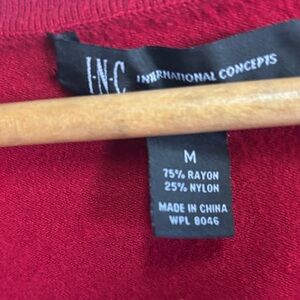 I·N·C INTERNATIONAL CONCEPTS
M
75% RAYON
25% NYLON
MADE IN CHINA
WPL 8046